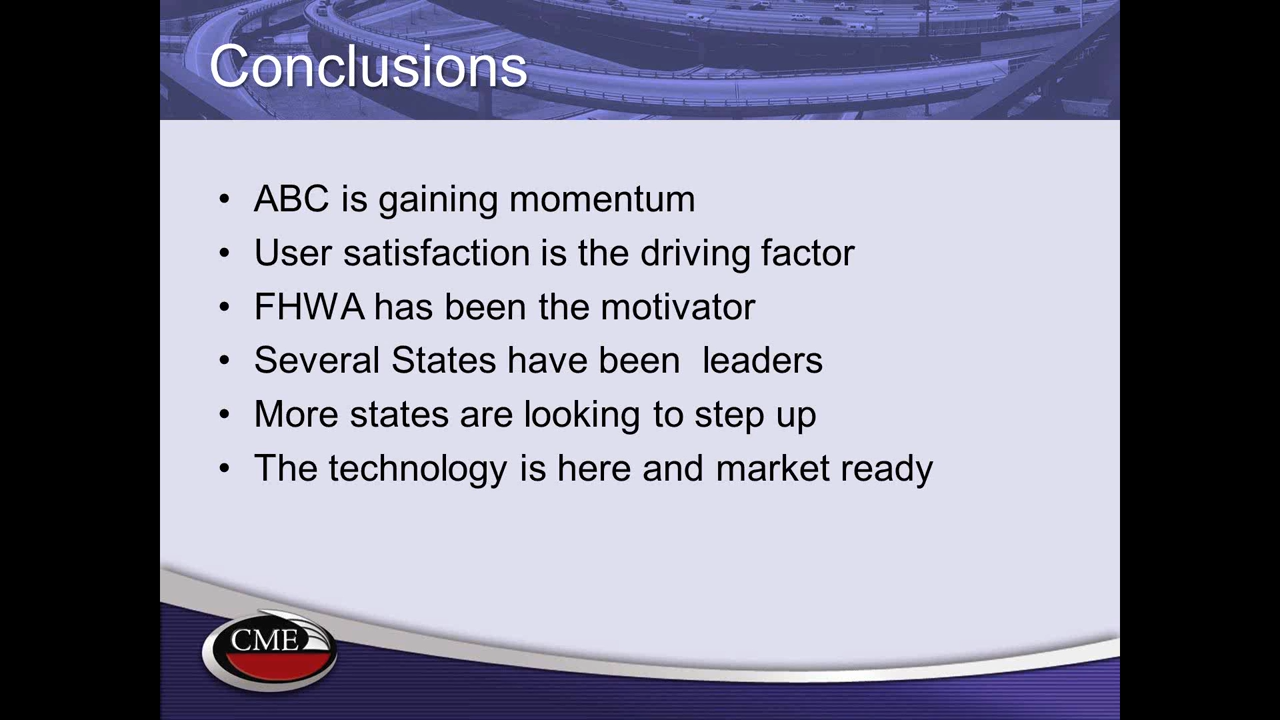 Conclusions
• ABC is gaining momentum
• User satisfaction is the driving factor
• FHWA has been the motivator
• Several States have been  leaders
• More states are looking to step up
• The technology is here and market ready
CME